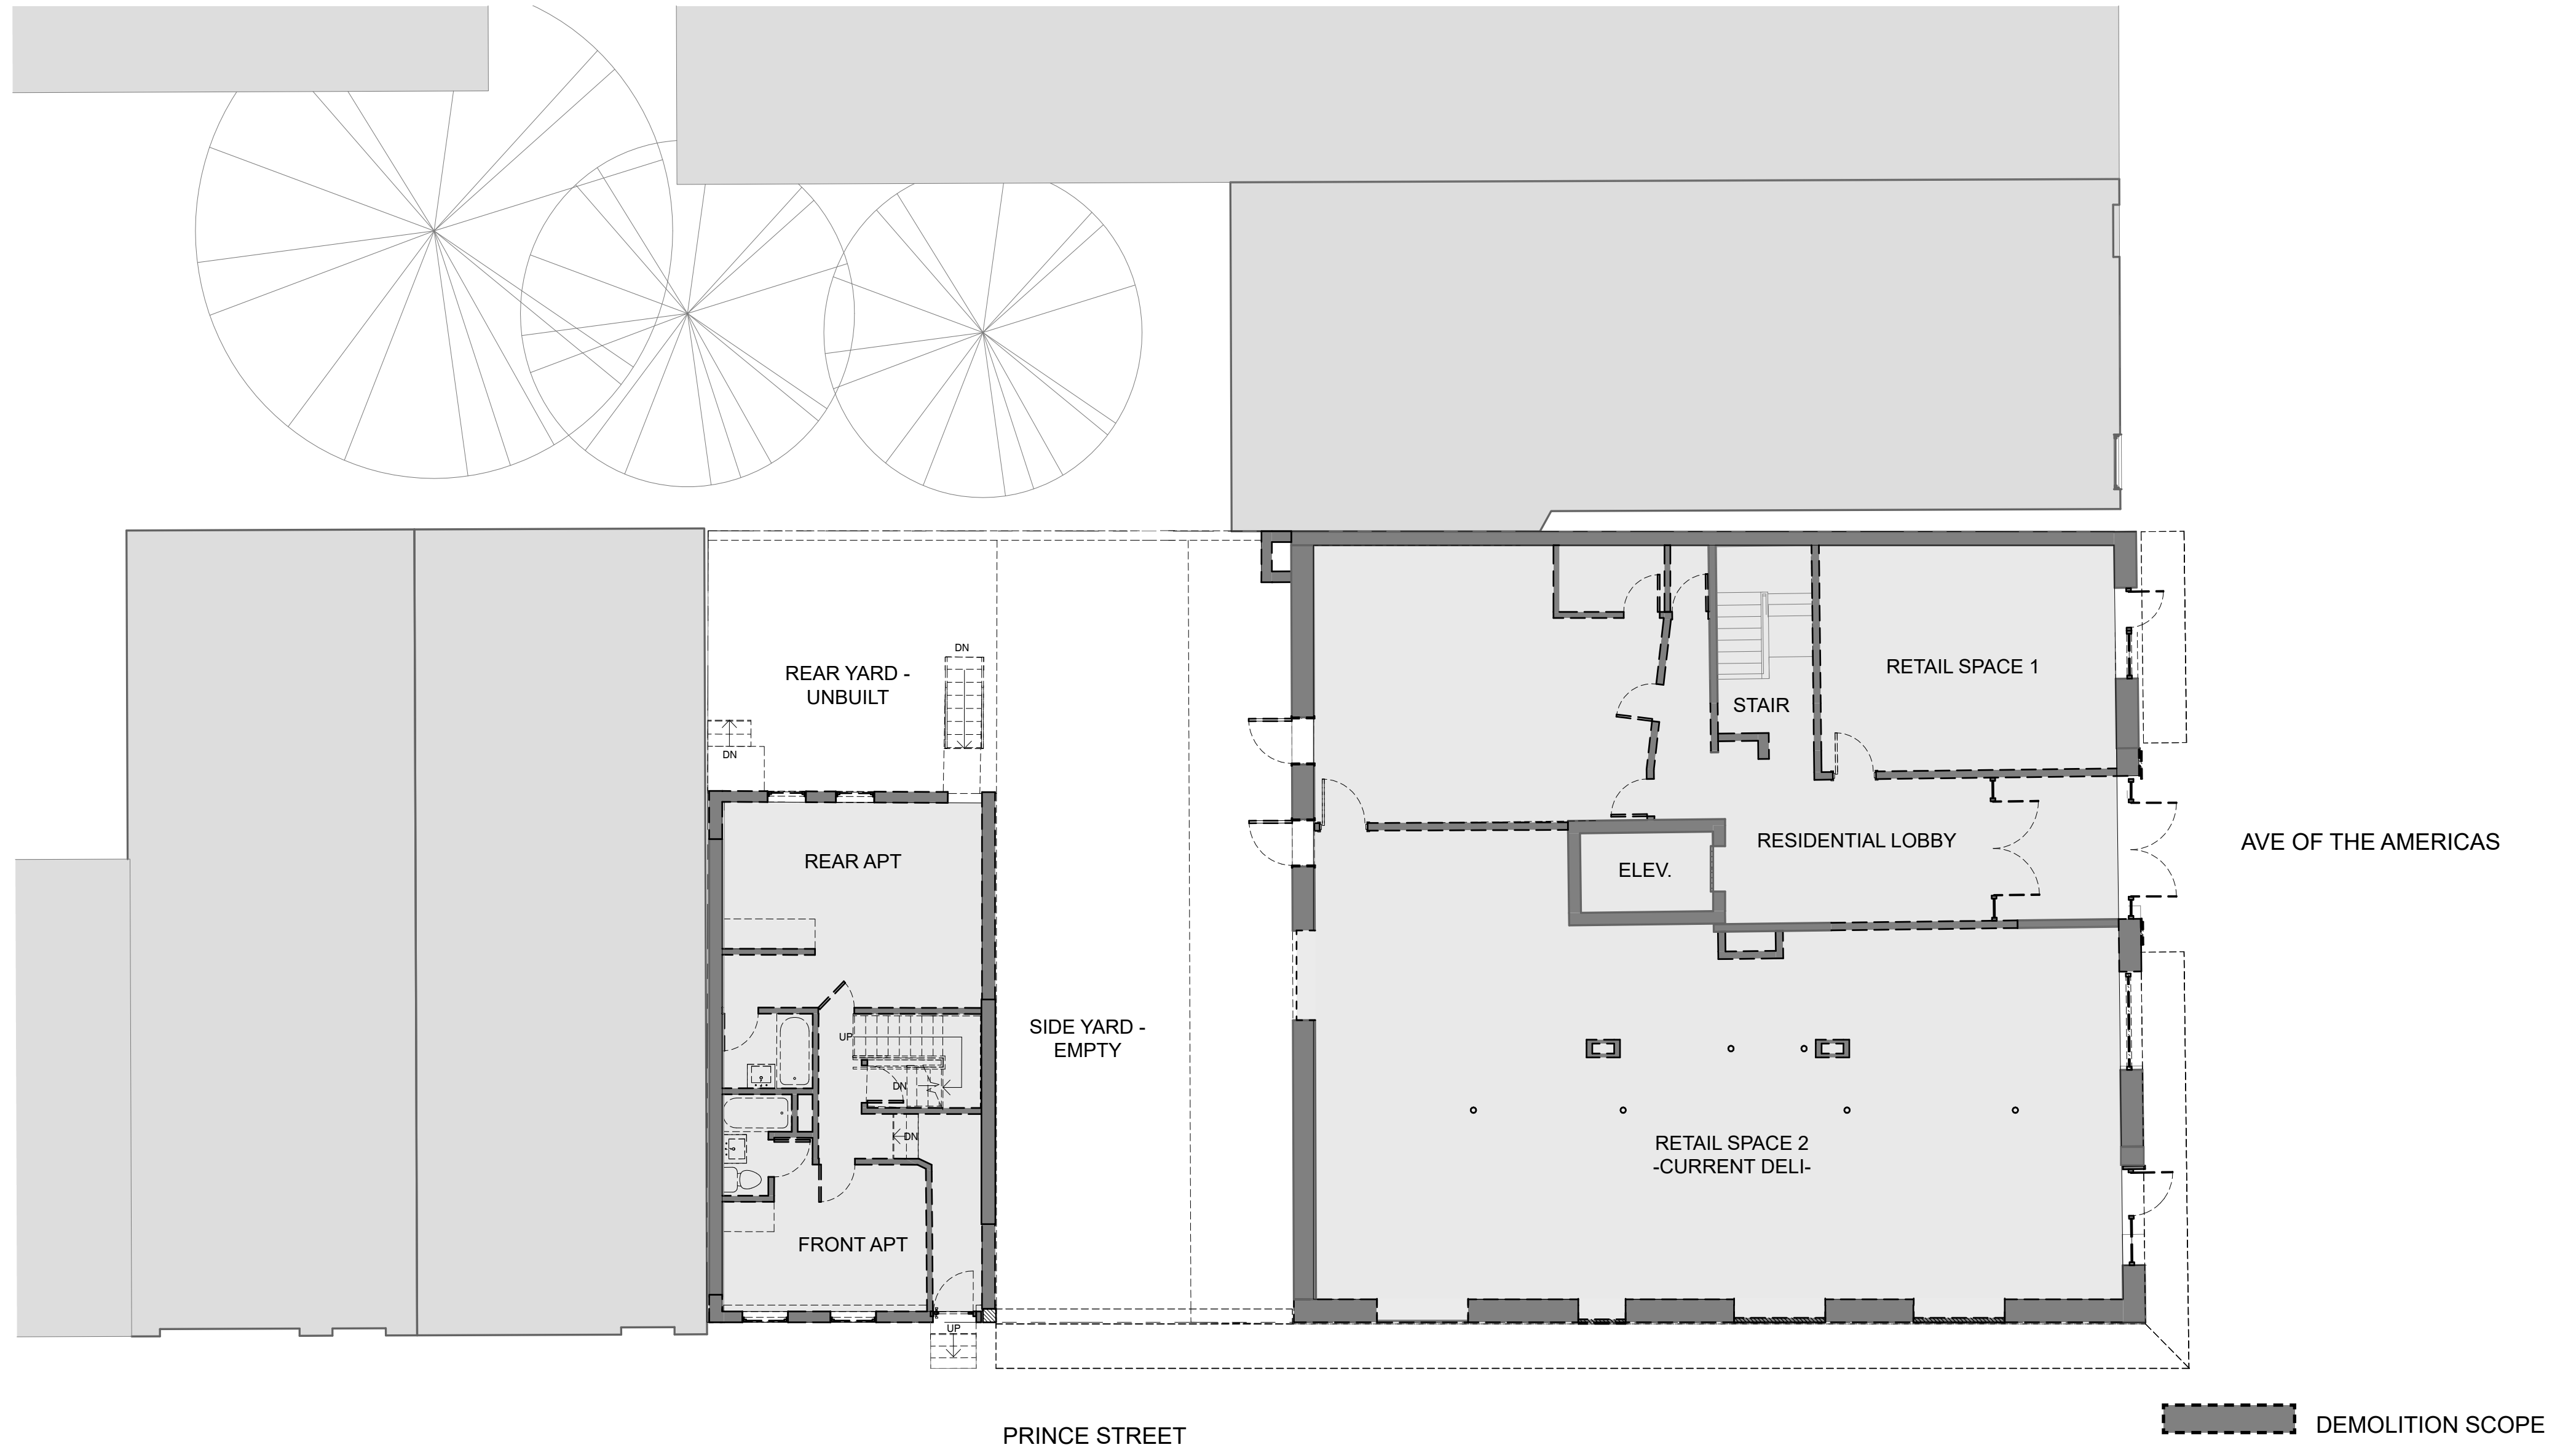 DN
REAR YARD -
UNBUILT
DN
RETAIL SPACE 1
STAIR
RESIDENTIAL LOBBY
AVE OF THE AMERICAS
REAR APT
ELEV.
SIDE YARD -
EMPTY
UP
DN
DN
RETAIL SPACE 2
-CURRENT DELI-
FRONT APT
UP
PRINCE STREET
DEMOLITION SCOPE